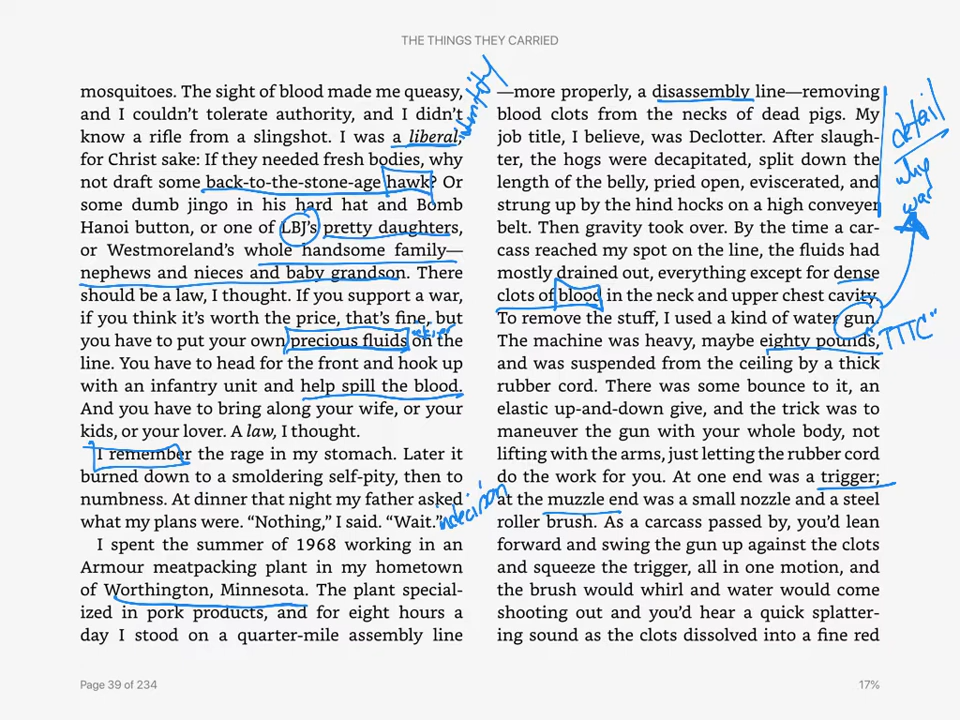 THE THINGS THEY CARRIED
mosquitoes. The sight of blood made me queasy,
and I couldn’t tolerate authority, and I didn’t
know a rifle from a slingshot. I was a liberal,
for Christ sake: If they needed fresh bodies, why
not draft some back-to-the-stone-age hawk? Or
some dumb jingo in his hard hat and Bomb
Hanoi button, or one of LBJ’s pretty daughters,
or Westmoreland’s whole handsome family—
nephews and nieces and baby grandson. There
should be a law, I thought. If you support a war,
if you think it’s worth the price, that’s fine, but
you have to put your own precious fluids on the
line. You have to head for the front and hook up
with an infantry unit and help spill the blood.
And you have to bring along your wife, or your
kids, or your lover. A law, I thought.
I remember the rage in my stomach. Later it
burned down to a smoldering self-pity, then to
numbness. At dinner that night my father asked
what my plans were. “Nothing,” I said. “Wait.”
I spent the summer of 1968 working in an
Armour meatpacking plant in my hometown
of Worthington, Minnesota. The plant special-
ized in pork products, and for eight hours a
day I stood on a quarter-mile assembly line
identity
indecision
—more properly, a disassembly line—removing
blood clots from the necks of dead pigs. My
job title, I believe, was Declotter. After slaugh-
ter, the hogs were decapitated, split down the
length of the belly, pried open, eviscerated, and
strung up by the hind hocks on a high conveyer
belt. Then gravity took over. By the time a car-
cass reached my spot on the line, the fluids had
mostly drained out, everything except for dense
clots of blood in the neck and upper chest cavity.
To remove the stuff, I used a kind of water gun.
The machine was heavy, maybe eighty pounds,
and was suspended from the ceiling by a thick
rubber cord. There was some bounce to it, an
elastic up-and-down give, and the trick was to
maneuver the gun with your whole body, not
lifting with the arms, just letting the rubber cord
do the work for you. At one end was a trigger;
at the muzzle end was a small nozzle and a steel
roller brush. As a carcass passed by, you’d lean
forward and swing the gun up against the clots
and squeeze the trigger, all in one motion, and
the brush would whirl and water would come
shooting out and you’d hear a quick splatter-
ing sound as the clots dissolved into a fine red
detail
why
war
"TTTC"
Page 39 of 234
17%